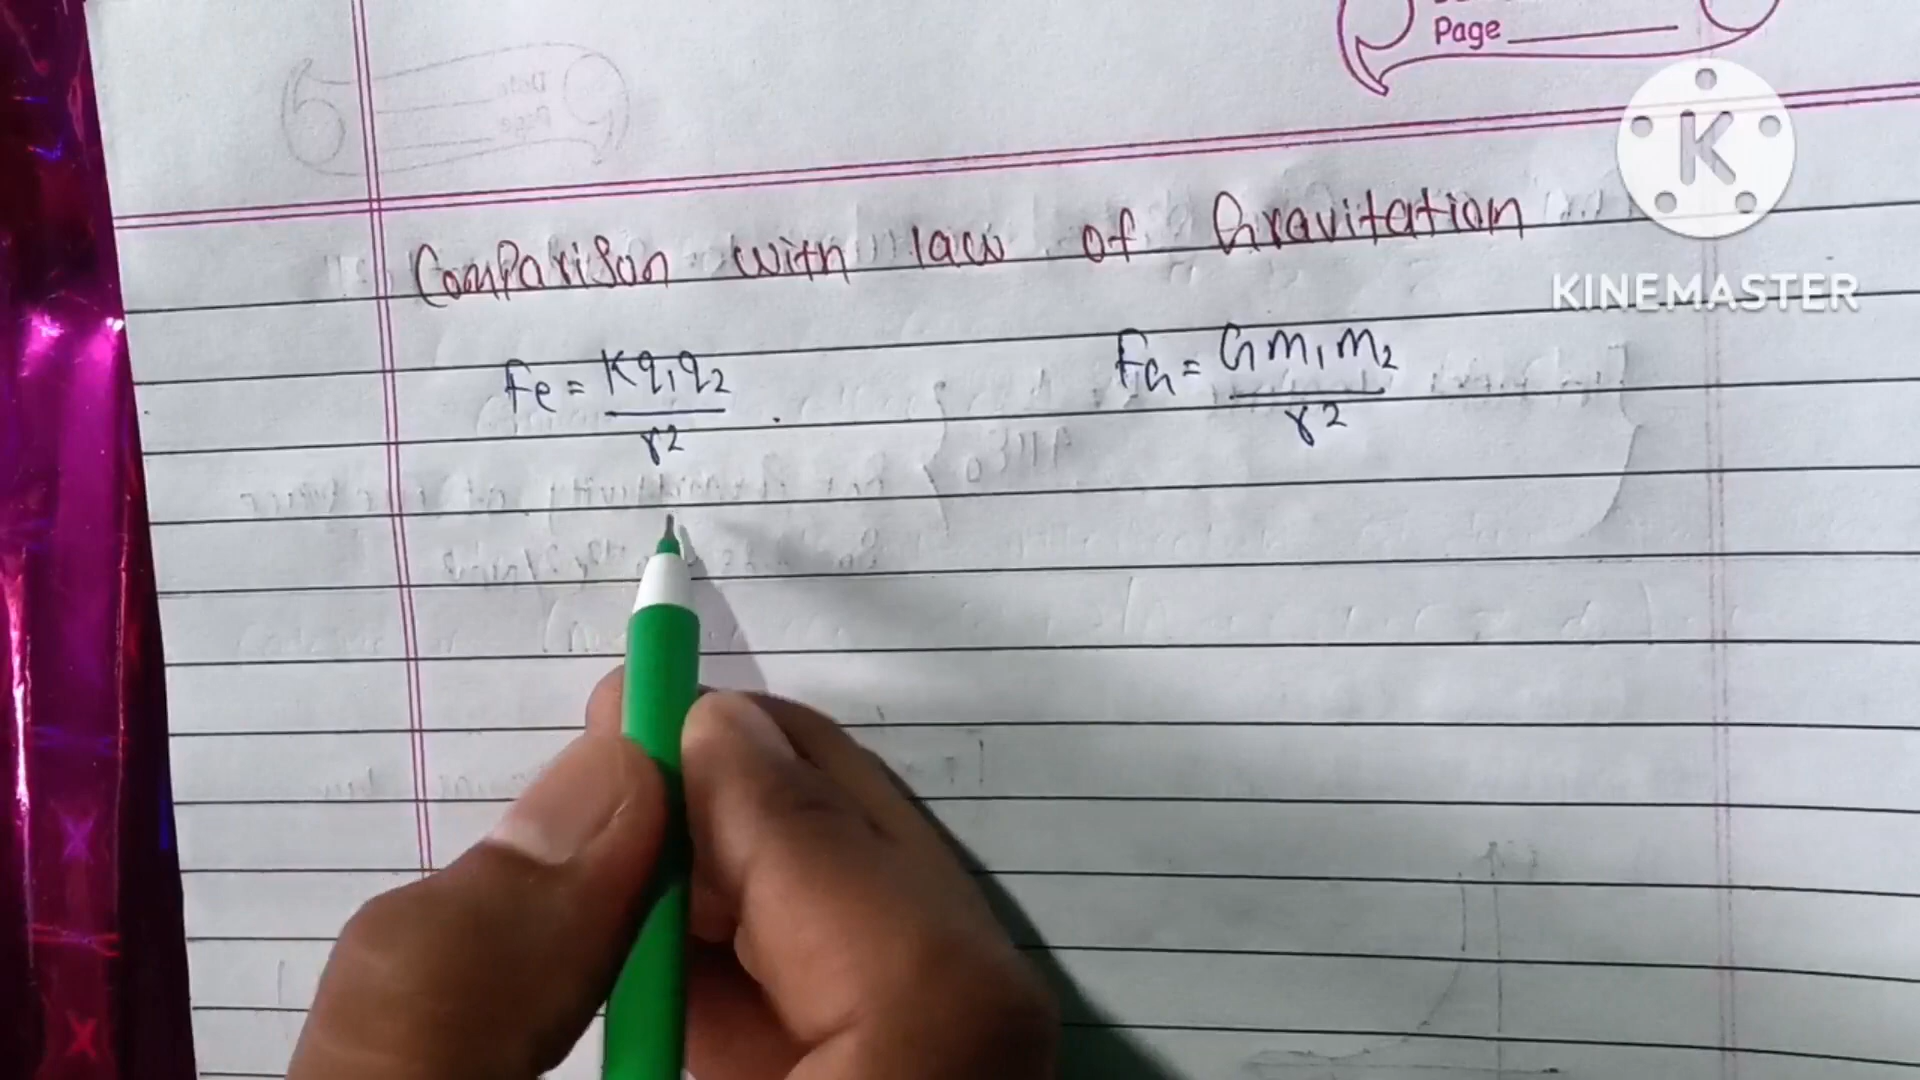 Page
Comparison with law of Gravitation
KINEMASTER
Fe = Kq₁q₂ / r²
FG = Gm₁m₂ / r²